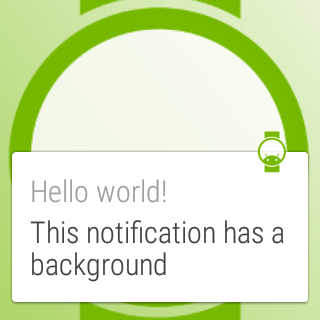 Hello world!
This notification has a
background